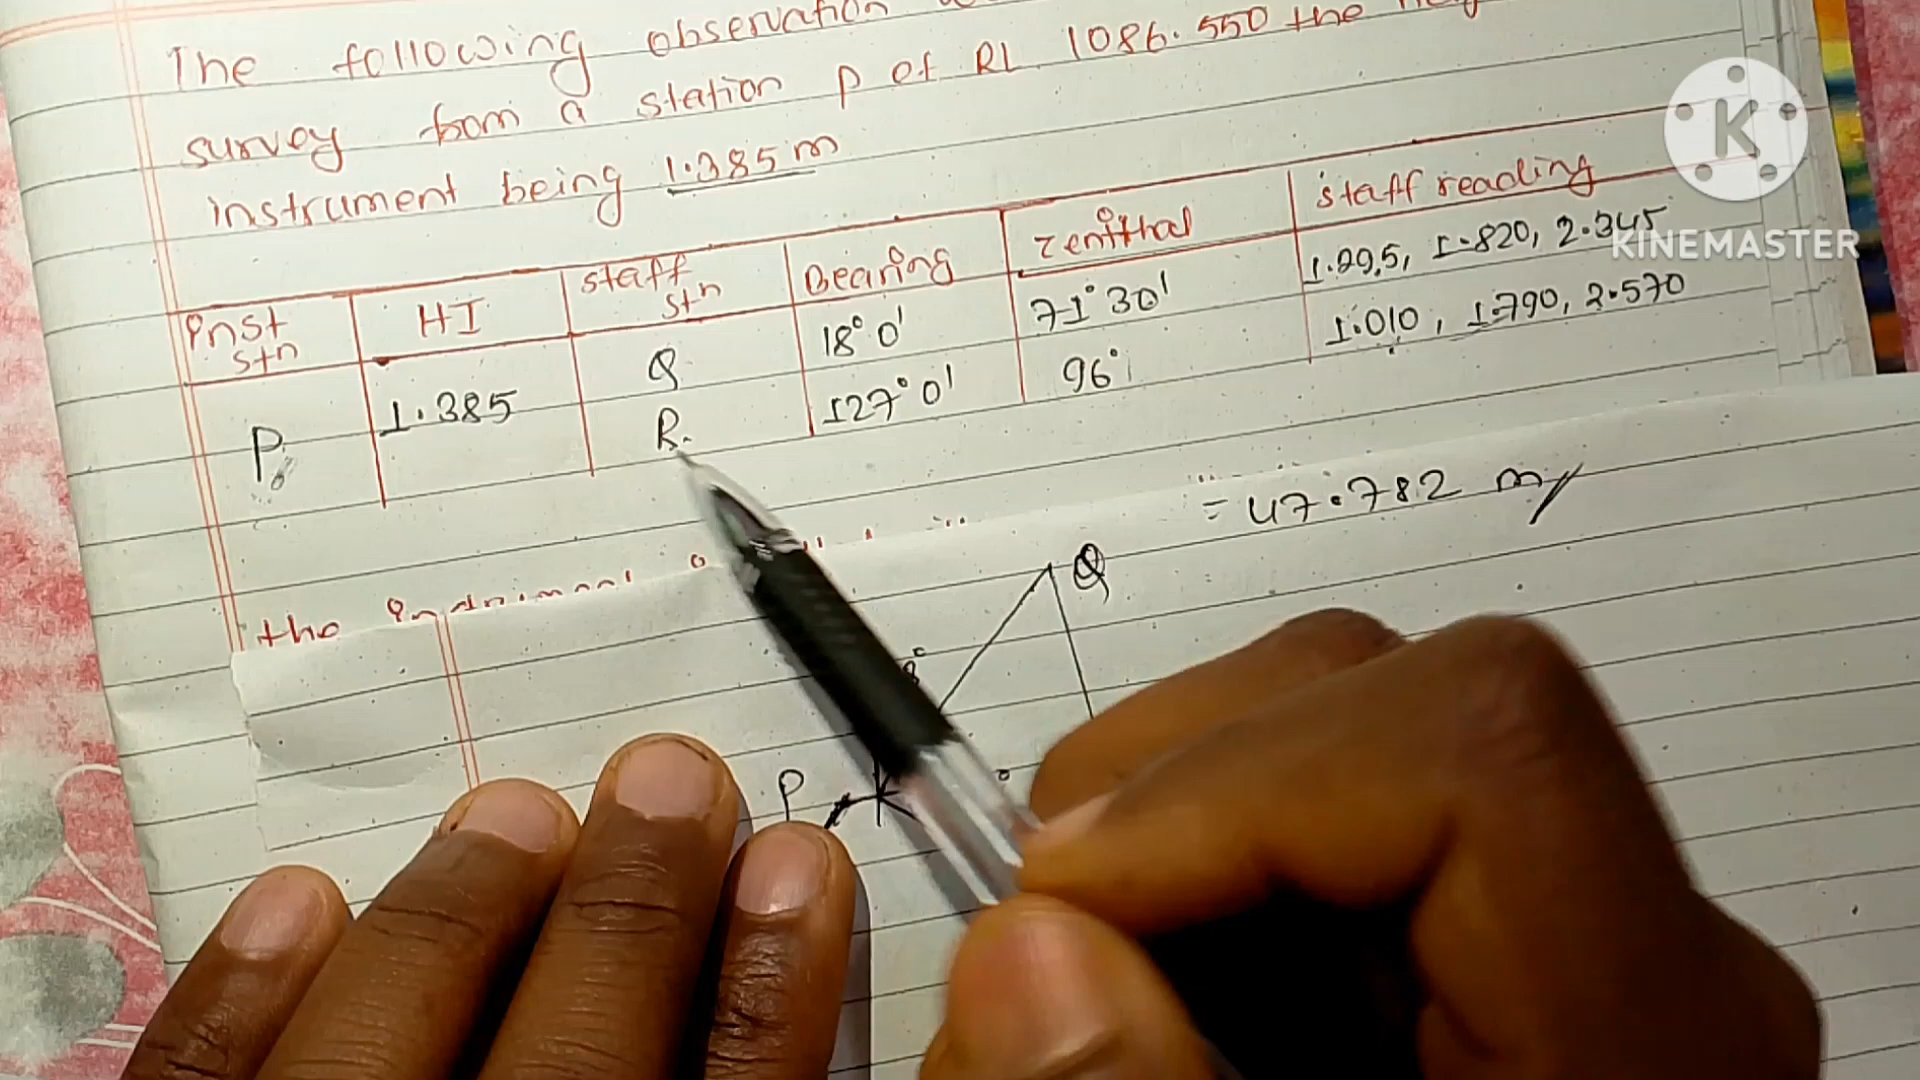 The following observation
survey from a station P of RL 1086.550 the
instrument being 1.385m
inst stn HI staff stn Bearing zenithal staff reading
P 1.385 Q 18°0' 71°30' 1.295, 1.820, 2.345
R 127°0' 96° 1.010, 1.790, 2.570
= 47.782 m
the
Q
P
K
KINEMASTER